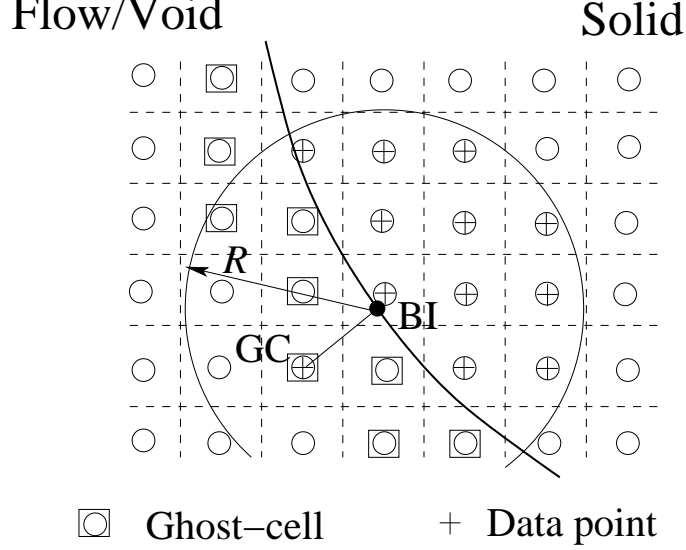 Flow/Void Solid
R
BI
GC
Ghost−cell Data point